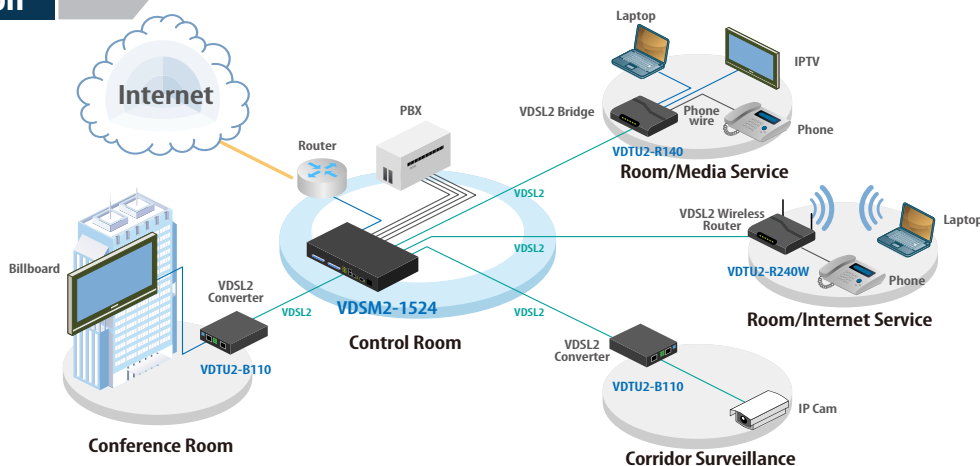 Internet
Router
PBX
Laptop
IPTV
VDSL2 Bridge
Phone
wire
Phone
VDTU2-R140
Room/Media Service
VDSL2
VDSL2 Wireless
Router
Laptop
VDSL2
VDTU2-R240W
Phone
Room/Internet Service
Billboard
VDSL2
Converter
VDSL2
VDTU2-B110
Conference Room
VDSM2-1524
Control Room
VDSL2
VDSL2
Converter
VDTU2-B110
IP Cam
Corridor Surveillance